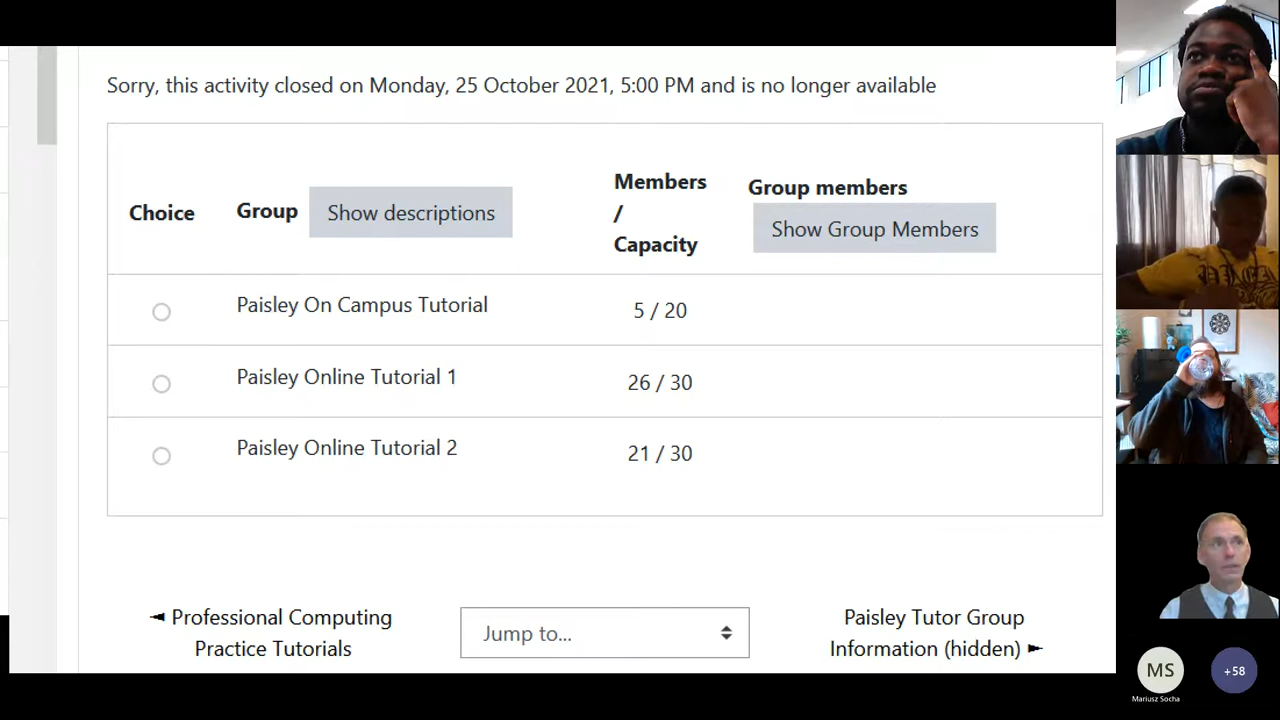 Sorry, this activity closed on Monday, 25 October 2021, 5:00 PM and is no longer available
Choice
Group
Show descriptions
Members
/
Capacity
Group members
Show Group Members
Paisley On Campus Tutorial
5 / 20
Paisley Online Tutorial 1
26 / 30
Paisley Online Tutorial 2
21 / 30
◄ Professional Computing
Practice Tutorials
Jump to...
Paisley Tutor Group
Information (hidden) ►
MS
Mariusz Socha
+58